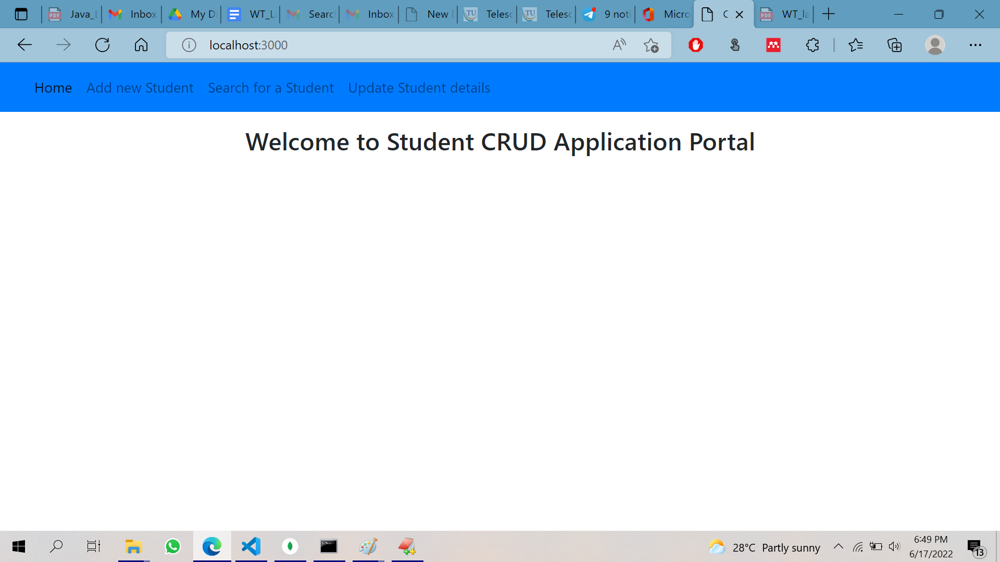 Java_L Inbox My D WT_L Searc Inbox New Telesc Telesc 9 noti Micro WT_la
localhost:3000
Home Add new Student Search for a Student Update Student details
Welcome to Student CRUD Application Portal
28°C Partly sunny
6:49 PM
6/17/2022
13